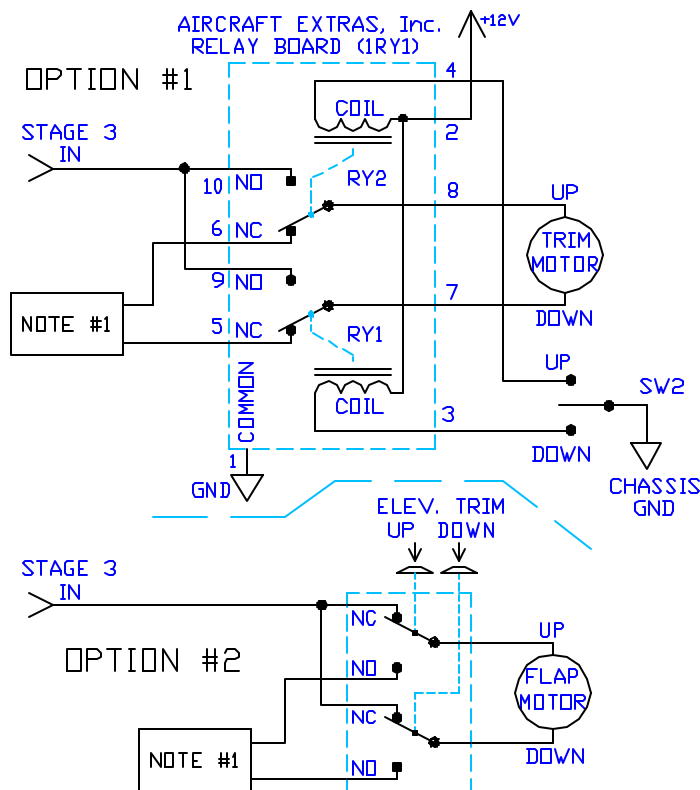 AIRCRAFT EXTRAS, Inc.
RELAY BOARD (1RY1)
+12V
OPTION #1
4
COIL
2
STAGE 3
IN
10 NO
RY2
8
UP
6 NC
TRIM
MOTOR
9 NO
7
DOWN
NOTE #1
5 NC
RY1
UP
SW2
COMMON
COIL
3
DOWN
1
GND
CHASSIS
GND
ELEV. TRIM
UP DOWN
STAGE 3
IN
NC
UP
OPTION #2
NO
FLAP
MOTOR
NC
DOWN
NOTE #1
NO